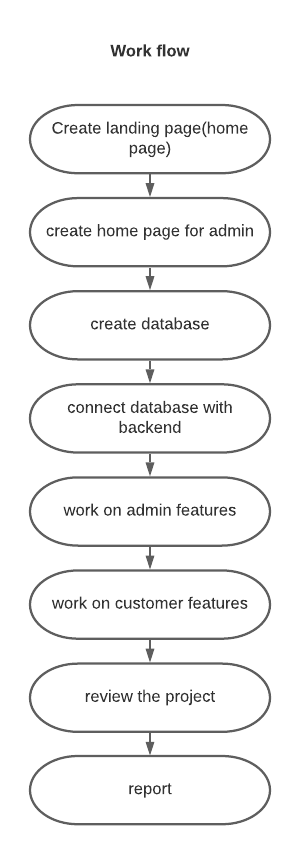 Work flow
Create landing page(home
page)
create home page for admin
create database
connect database with
backend
work on admin features
work on customer features
review the project
report